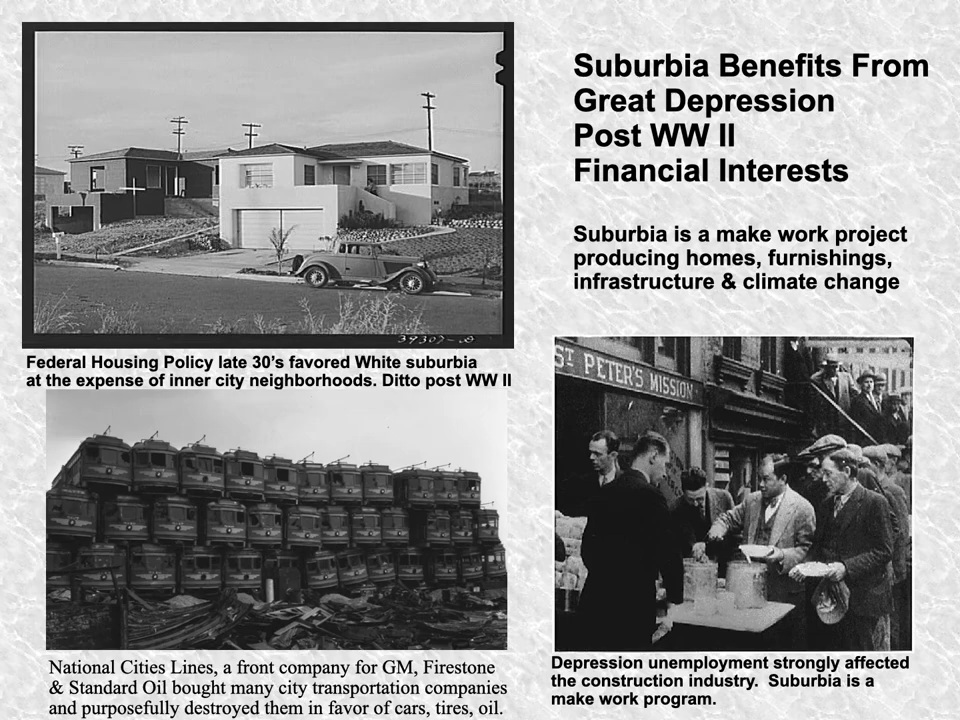 Suburbia Benefits From
Great Depression
Post WW II
Financial Interests
Suburbia is a make work project
producing homes, furnishings,
infrastructure & climate change
39307-D
Federal Housing Policy late 30's favored White suburbia
at the expense of inner city neighborhoods. Ditto post WW II
ST PETER'S MISSION
National Cities Lines, a front company for GM, Firestone
& Standard Oil bought many city transportation companies
and purposefully destroyed them in favor of cars, tires, oil.
Depression unemployment strongly affected
the construction industry.  Suburbia is a
make work program.